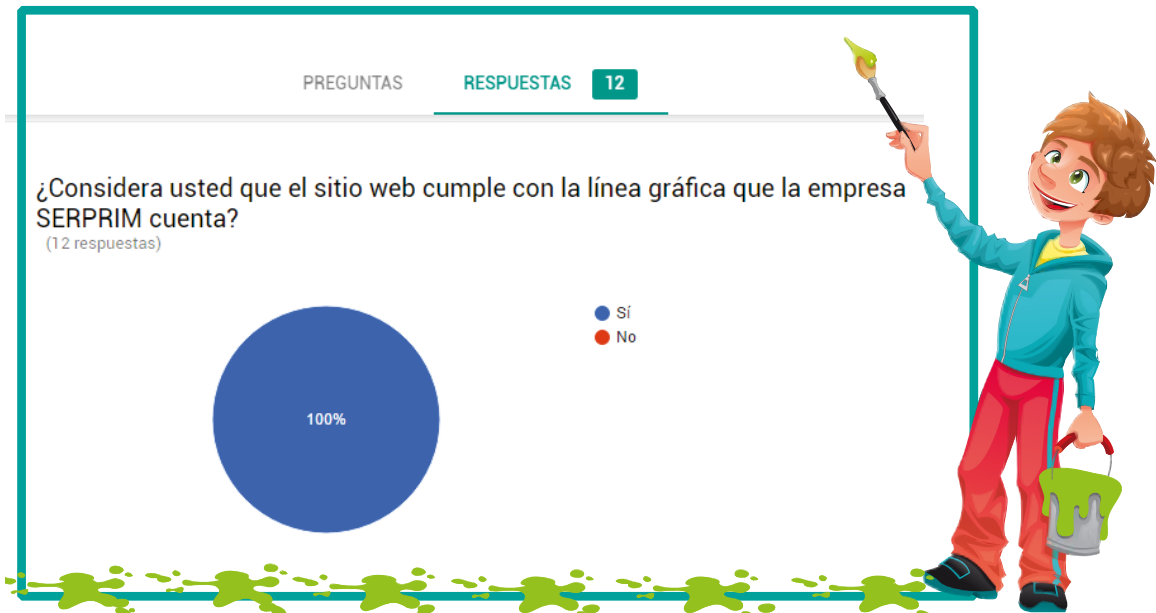 PREGUNTAS RESPUESTAS 12
¿Considera usted que el sitio web cumple con la línea gráfica que la empresa
SERPRIM cuenta?
(12 respuestas)
Sí
No
100%